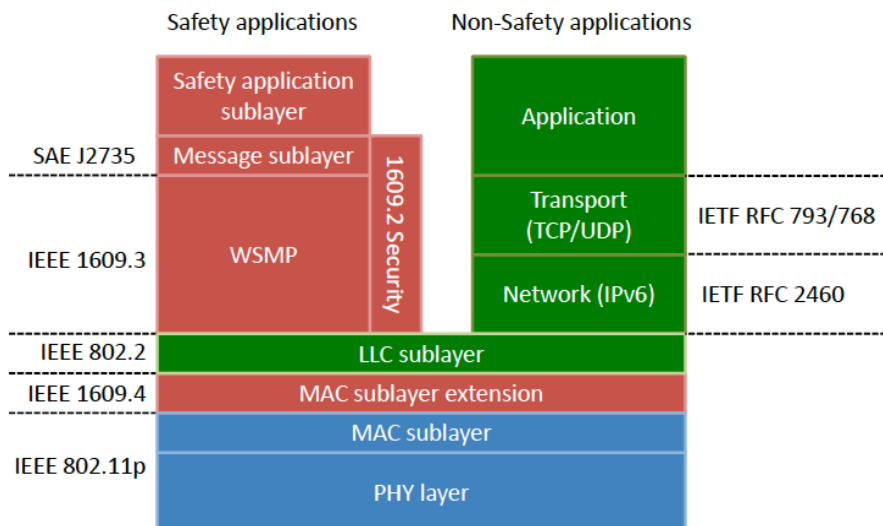 Safety applications
Non-Safety applications
Safety application
sublayer
Application
SAE J2735
Message sublayer
1609.2 Security
Transport
(TCP/UDP)
IETF RFC 793/768
IEEE 1609.3
WSMP
Network (IPv6)
IETF RFC 2460
IEEE 802.2
LLC sublayer
IEEE 1609.4
MAC sublayer extension
MAC sublayer
IEEE 802.11p
PHY layer